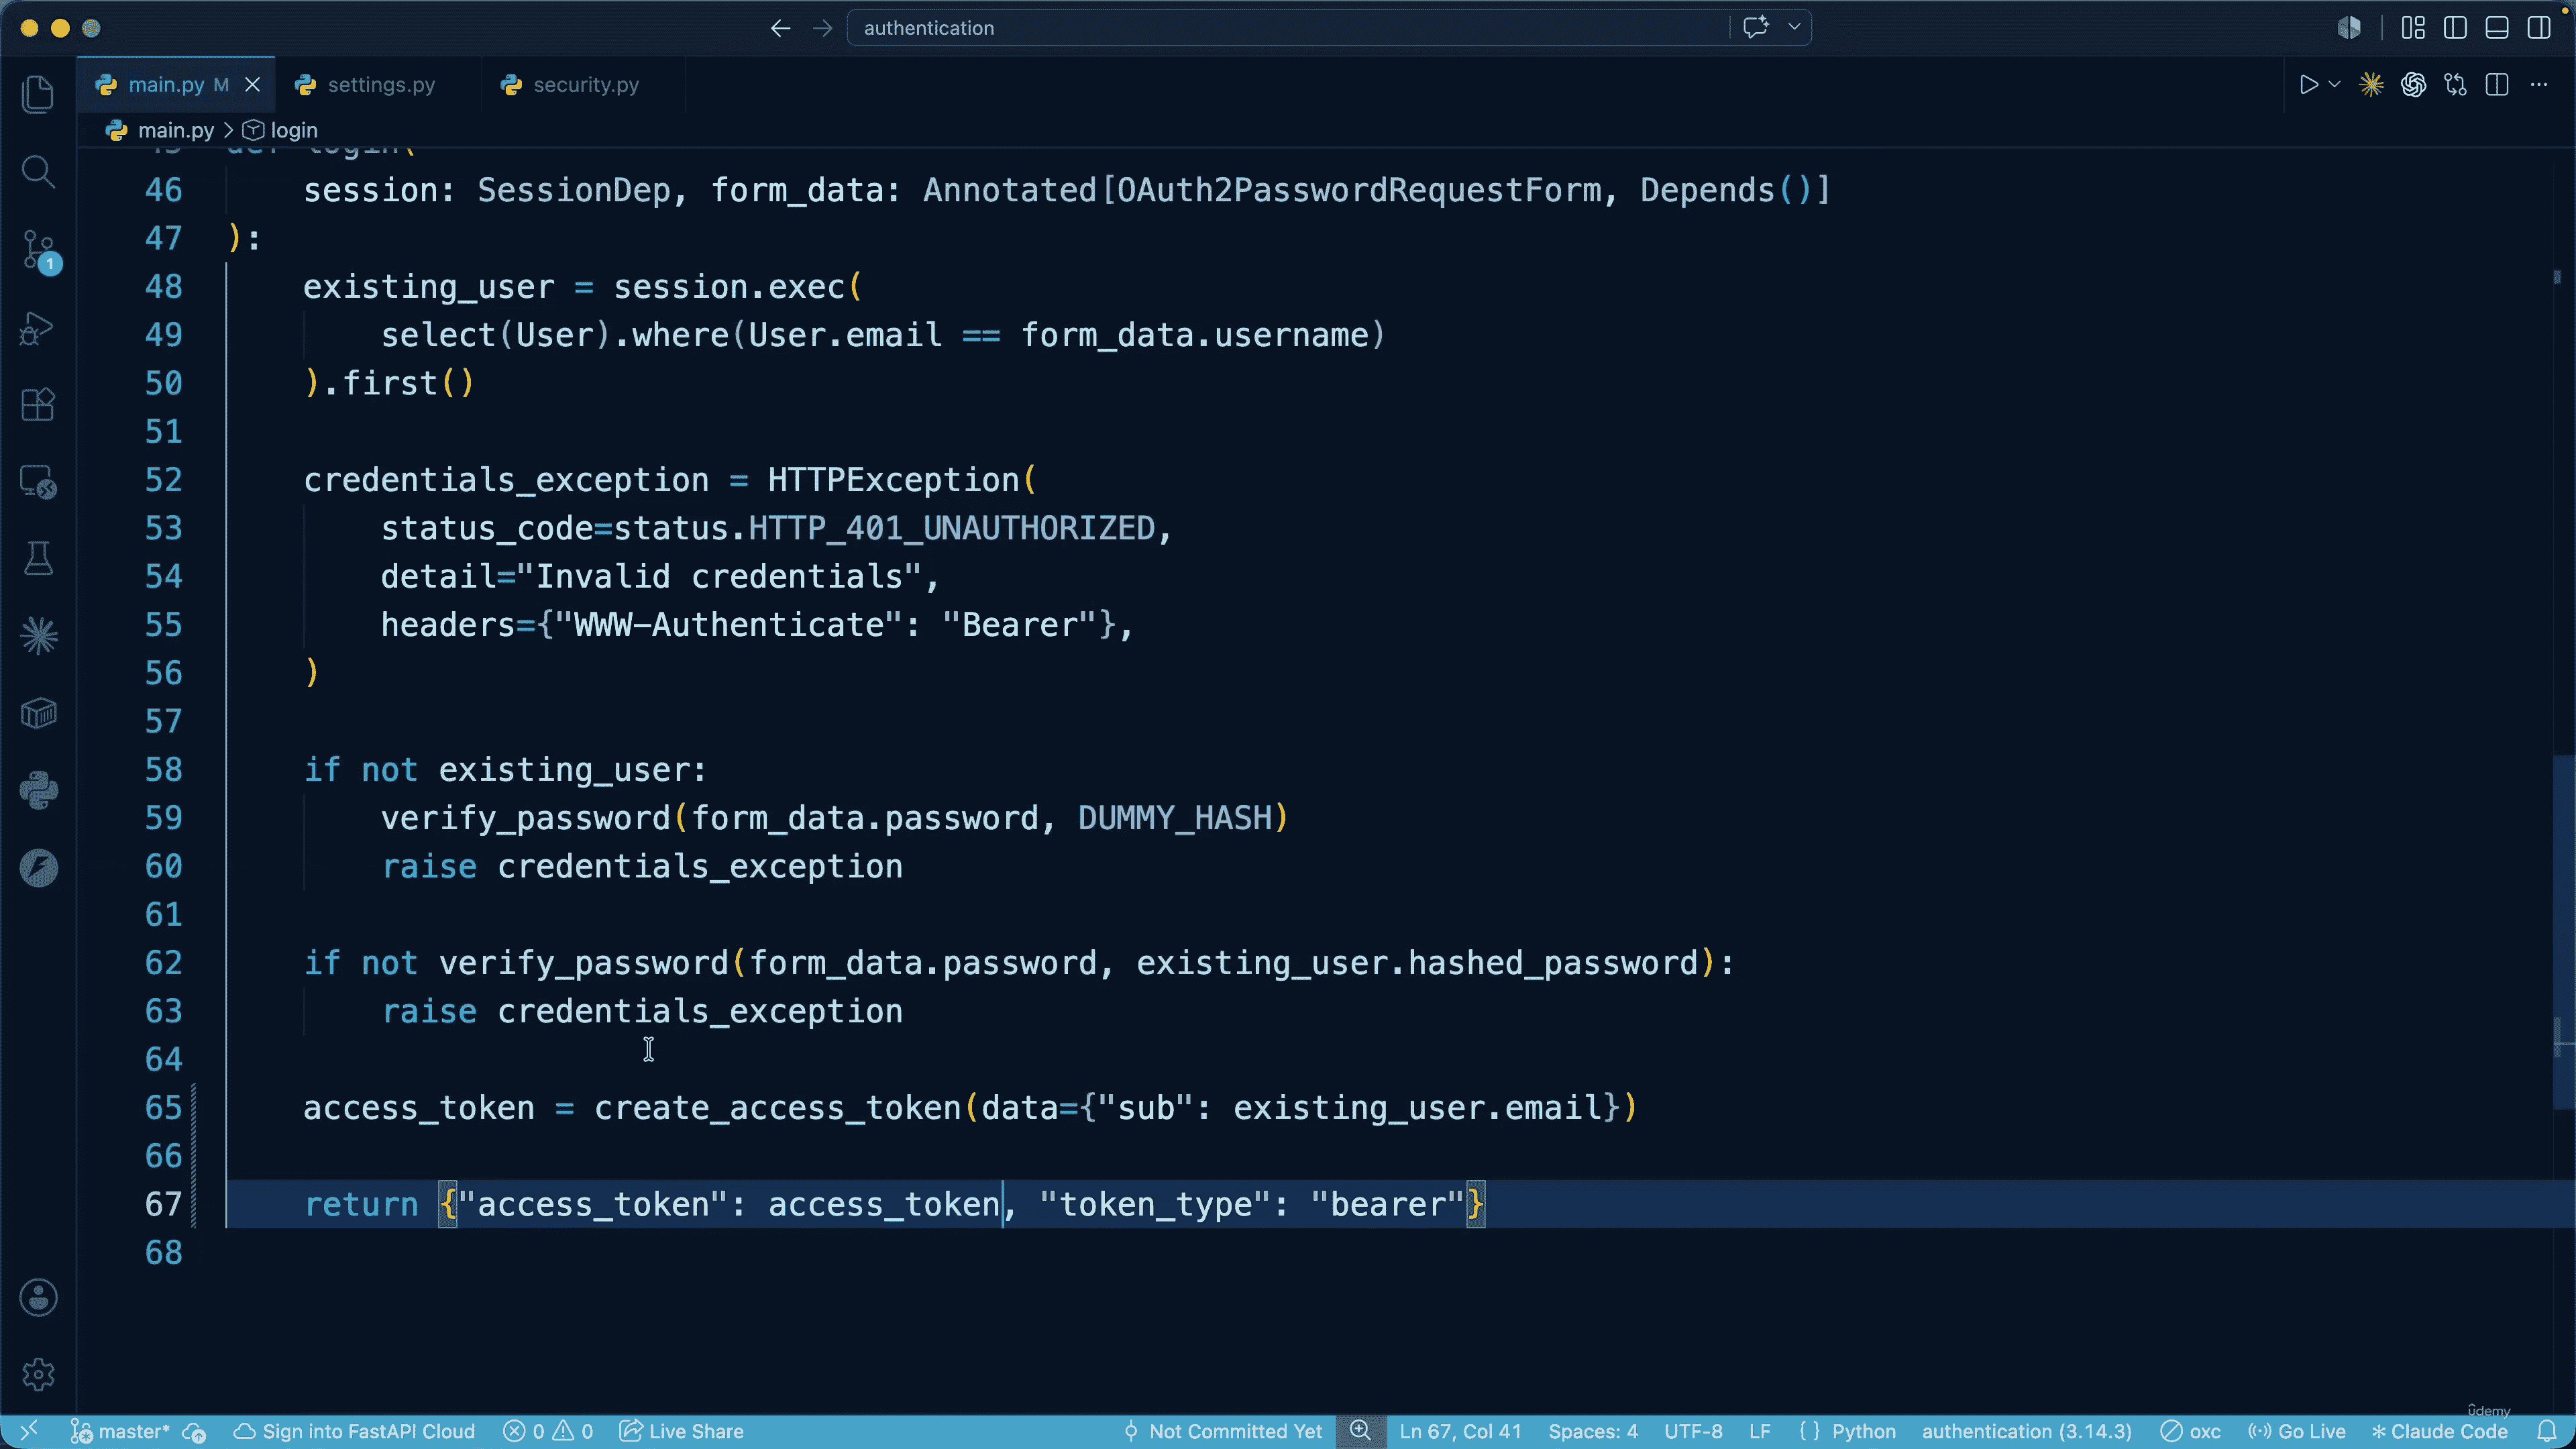 authentication
main.py M
settings.py
security.py
main.py > login
46 session: SessionDep, form_data: Annotated[OAuth2PasswordRequestForm, Depends()]
47 ):
48 existing_user = session.exec(
49 select(User).where(User.email == form_data.username)
50 ).first()
51
52 credentials_exception = HTTPException(
53 status_code=status.HTTP_401_UNAUTHORIZED,
54 detail="Invalid credentials",
55 headers={"WWW-Authenticate": "Bearer"},
56 )
57
58 if not existing_user:
59 verify_password(form_data.password, DUMMY_HASH)
60 raise credentials_exception
61
62 if not verify_password(form_data.password, existing_user.hashed_password):
63 raise credentials_exception
64
65 access_token = create_access_token(data={"sub": existing_user.email})
66
67 return {"access_token": access_token, "token_type": "bearer"}
68
1
ûdemy
master* Sign into FastAPI Cloud 0 0 Live Share Not Committed Yet Ln 67, Col 41 Spaces: 4 UTF-8 LF {} Python authentication (3.14.3) oxc Go Live Claude Code